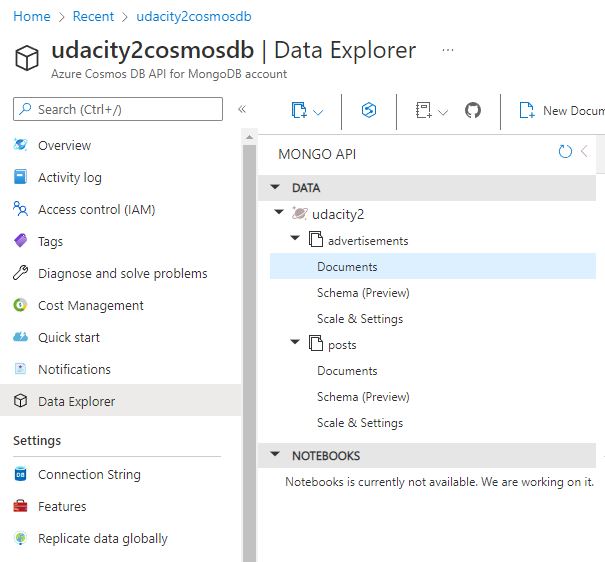 Home > Recent > udacity2cosmosdb
udacity2cosmosdb | Data Explorer ...
Azure Cosmos DB API for MongoDB account
Search (Ctrl+/)
Overview
Activity log
Access control (IAM)
Tags
Diagnose and solve problems
Cost Management
Quick start
Notifications
Data Explorer
Settings
Connection String
Features
Replicate data globally
New Docum
MONGO API
DATA
udacity2
advertisements
Documents
Schema (Preview)
Scale & Settings
posts
Documents
Schema (Preview)
Scale & Settings
NOTEBOOKS
Notebooks is currently not available. We are working on it.